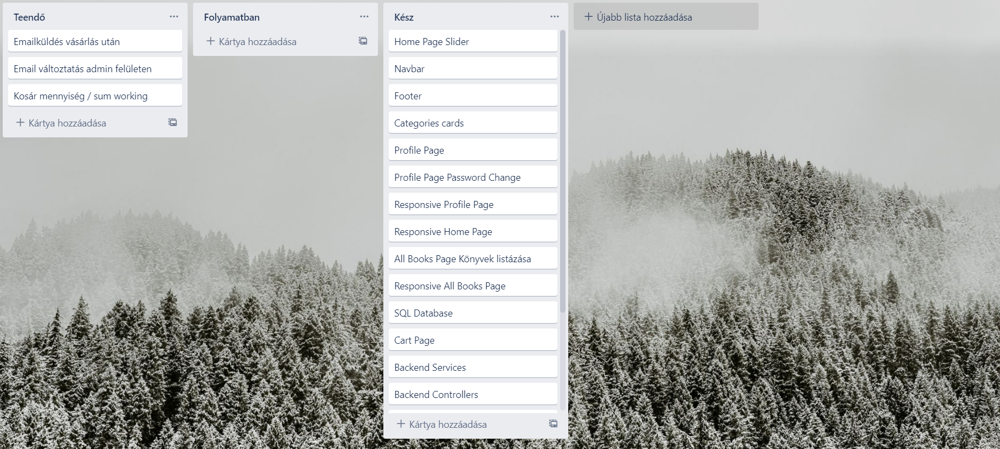 Teendő
Emailküldés vásárlás után
Email változtatás admin felületen
Kosár mennyiség / sum working
Kártya hozzáadása
Folyamatban
Kártya hozzáadása
Kész
Home Page Slider
Navbar
Footer
Categories cards
Profile Page
Profile Page Password Change
Responsive Profile Page
Responsive Home Page
All Books Page Könyvek listázása
Responsive All Books Page
SQL Database
Cart Page
Backend Services
Backend Controllers
Kártya hozzáadása
Újabb lista hozzáadása